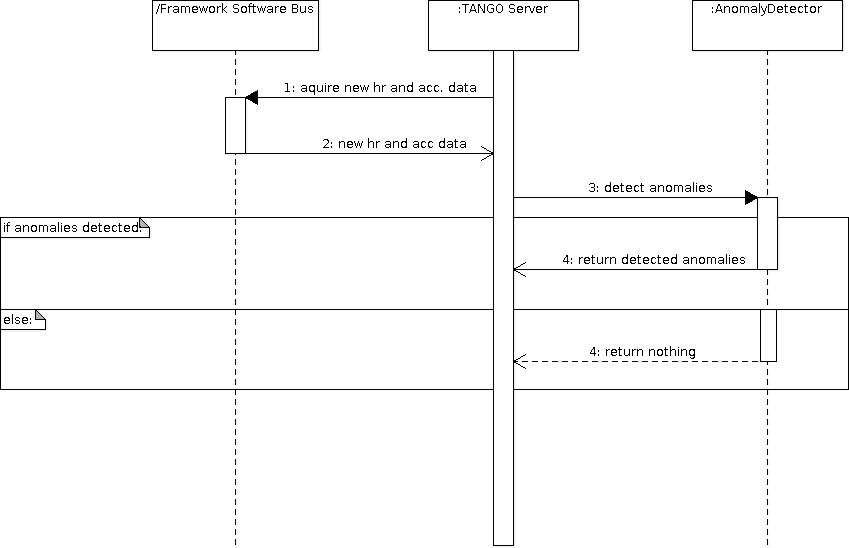 /Framework Software Bus
:TANGO Server
:AnomalyDetector
1: aquire new hr and acc. data
2: new hr and acc data
3: detect anomalies
if anomalies detected:
4: return detected anomalies
else:
4: return nothing